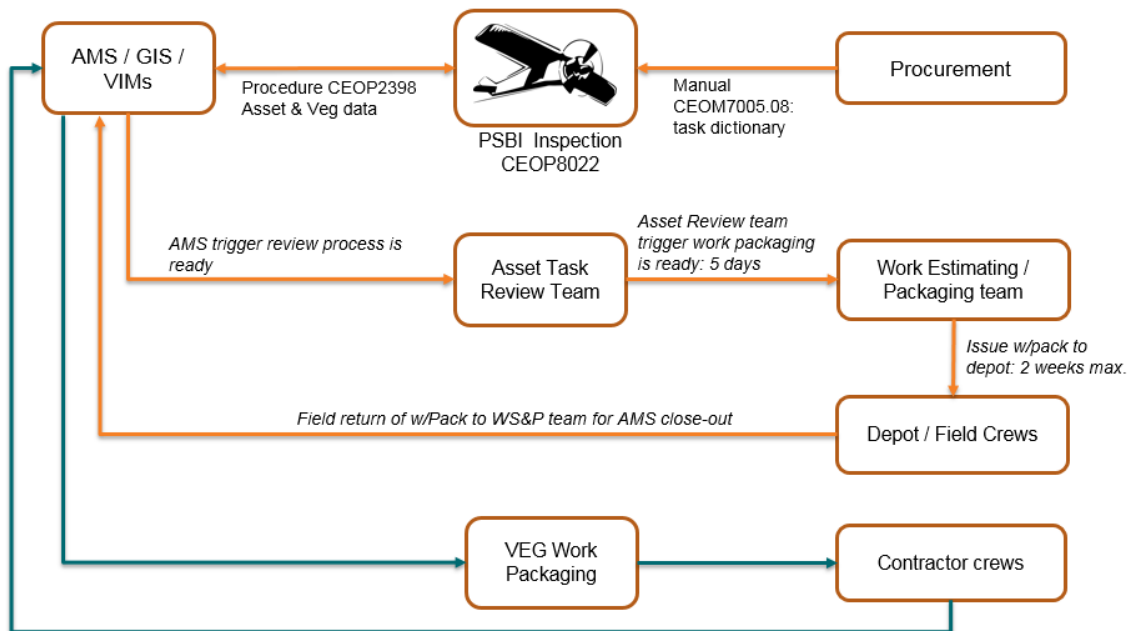 AMS / GIS /
VIMs
Procedure CEOP2398
Asset & Veg data
PSBI Inspection
CEOP8022
Manual
CEOM7005.08:
task dictionary
Procurement
AMS trigger review process is
ready
Asset Task
Review Team
Asset Review team
trigger work packaging
is ready: 5 days
Work Estimating /
Packaging team
Issue w/pack to
depot: 2 weeks max.
Field return of w/Pack to WS&P team for AMS close-out
Depot / Field Crews
VEG Work
Packaging
Contractor crews